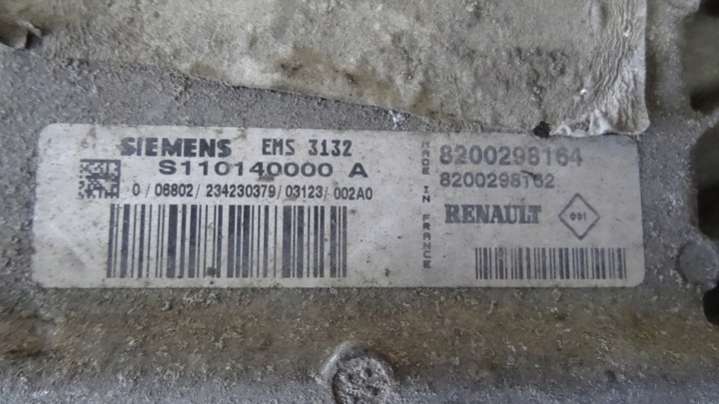 SIEMENS EMS 3132
S110140000 A
0 / 06802 / 234230379 / 03123 / 002A0
MADE IN FRANCE
8200298164
8200298162
RENAULT